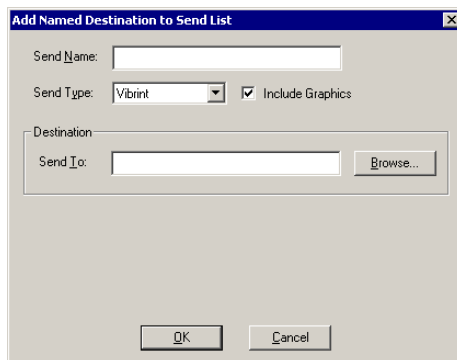 Add Named Destination to Send List
Send Name:
Send Type: Vibrint Include Graphics
Destination
Send To: Browse...
OK Cancel